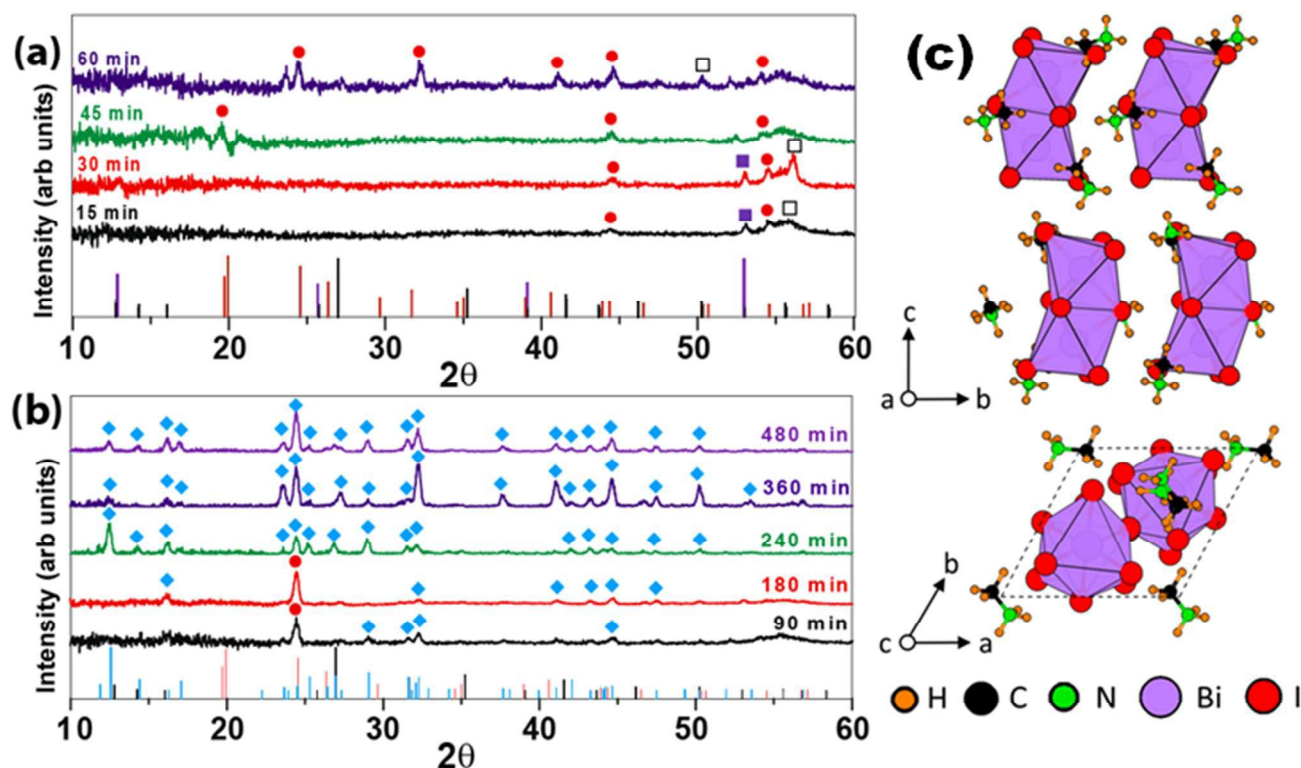 (a)
Intensity (arb units)
60 min
45 min
30 min
15 min
10 20 30 40 50 60
2θ
(b)
Intensity (arb units)
480 min
360 min
240 min
180 min
90 min
10 20 30 40 50 60
2θ
(c)
c
a b
b
c a
H C N Bi I